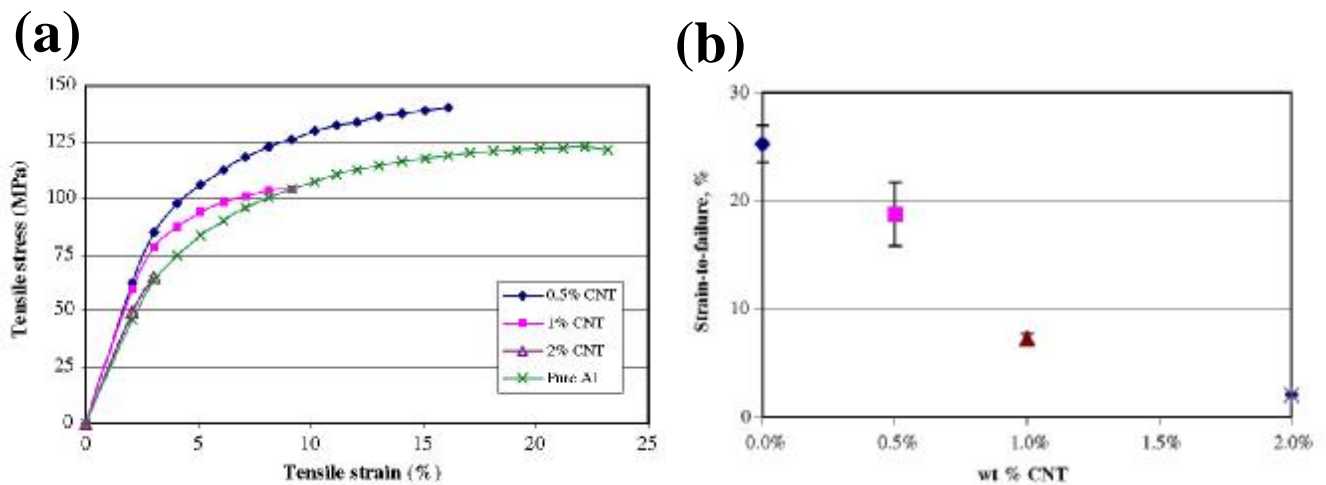 (a)
150
125
100
75
50
25
0
0 5 10 15 20 25
Tensile stress (MPa)
Tensile strain (%)
0.5% CNT
1% CNT
2% CNT
Pure Al
(b)
30
20
10
0
0.0% 0.5% 1.0% 1.5% 2.0%
Strain-to-failure, %
wt % CNT